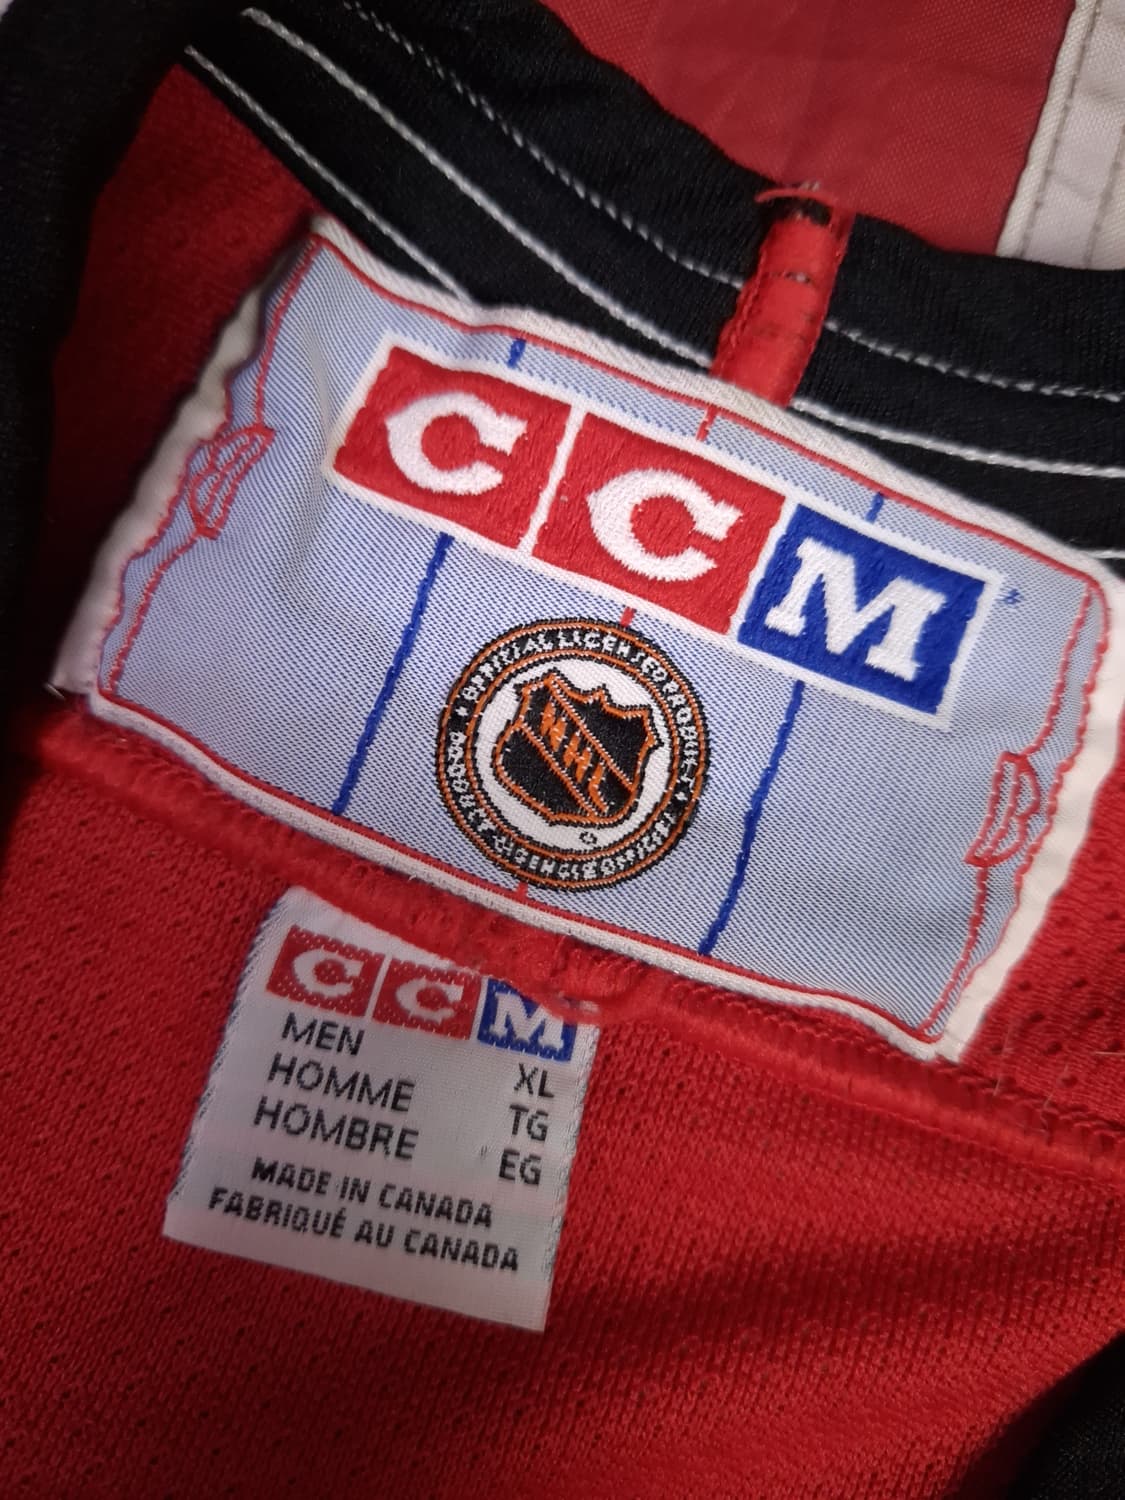 CCM
OFFICIAL LICENSED PRODUCT
NHL
CCM
MEN XL
HOMME TG
HOMBRE EG
MADE IN CANADA
FABRIQUÉ AU CANADA